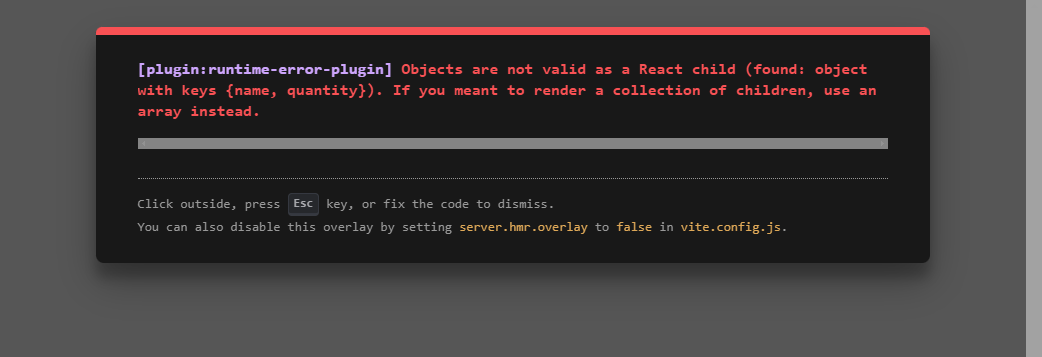 [plugin:runtime-error-plugin] Objects are not valid as a React child (found: object
with keys {name, quantity}). If you meant to render a collection of children, use an
array instead.
Click outside, press Esc key, or fix the code to dismiss.
You can also disable this overlay by setting server.hmr.overlay to false in vite.config.js.